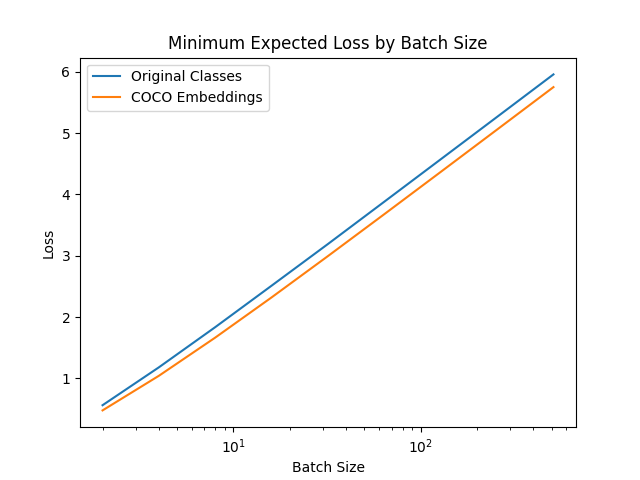 Minimum Expected Loss by Batch Size
Original Classes
COCO Embeddings
6
5
4
3
2
1
Loss
10¹
10²
Batch Size